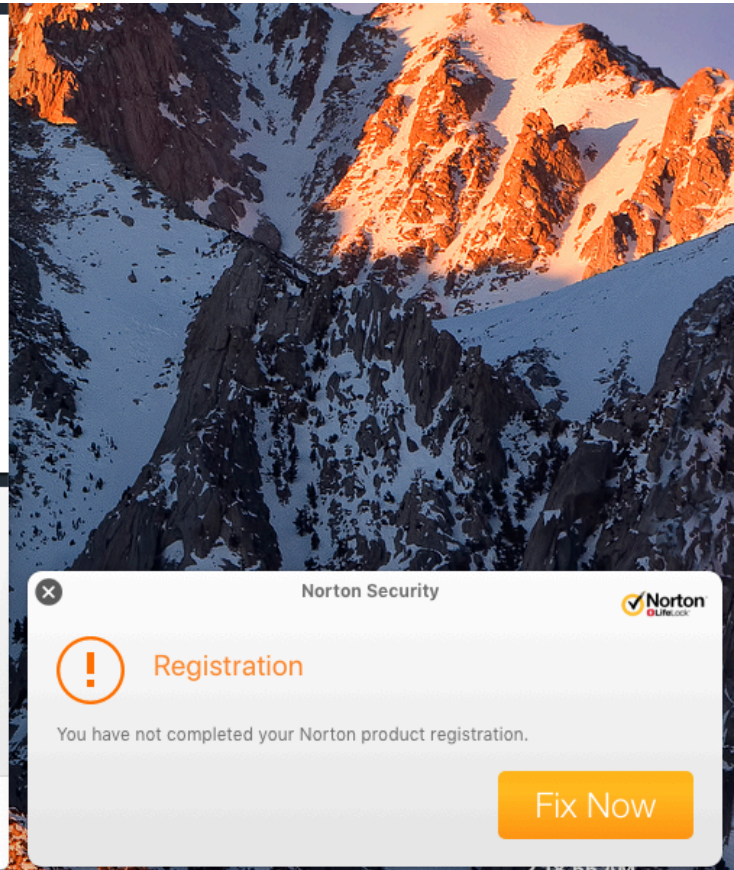 Norton Security
Norton
LifeLock
Registration
You have not completed your Norton product registration.
Fix Now